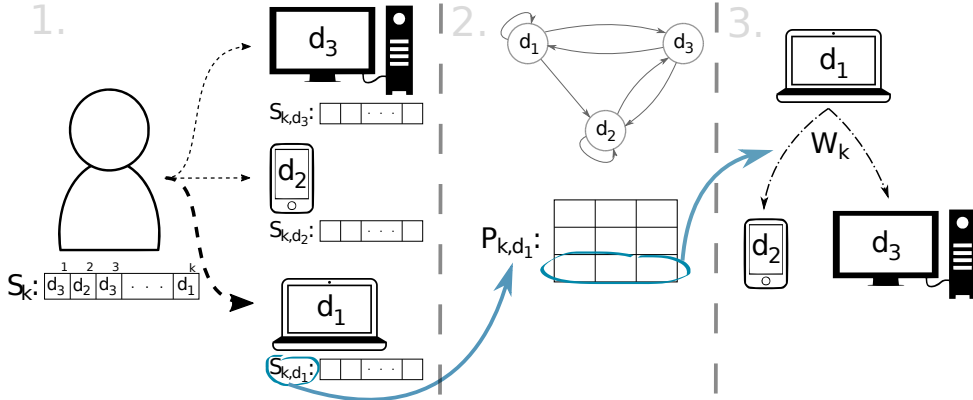 1.
d3
Sk,d3: . . .
d2
Sk,d2: . . .
1 2 3 k
Sk: d3 d2 d3 . . . d1
d1
Sk,d1: . . .
2.
d1 d3
d2
Pk,d1:
3.
d1
Wk
d2 d3